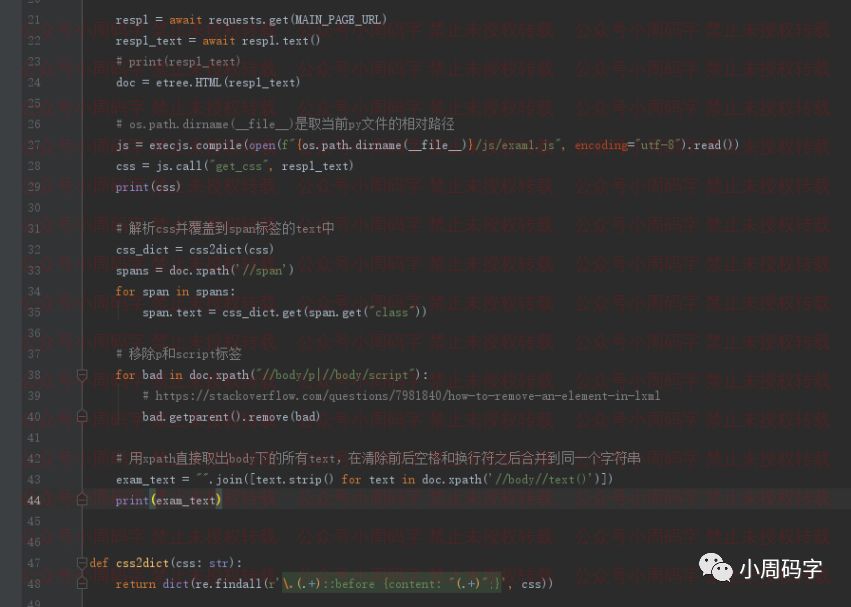 21 respl = await requests.get(MAIN_PAGE_URL)
22 respl_text = await respl.text()
23 # print(respl_text)
24 doc = etree.HTML(respl_text)
25
26 # os.path.dirname(__file__)是取当前py文件的相对路径
27 js = execjs.compile(open(f"{os.path.dirname(__file__)}/js/exam1.js", encoding="utf-8").read())
28 css = js.call("get_css", respl_text)
29 print(css)
30
31 # 解析css并覆盖到span标签的text中
32 css_dict = css2dict(css)
33 spans = doc.xpath('//span')
34 for span in spans:
35 span.text = css_dict.get(span.get("class"))
36
37 # 移除p和script标签
38 for bad in doc.xpath("//body/p|//body/script"):
39 # https://stackoverflow.com/questions/7981840/how-to-remove-an-element-in-lxml
40 bad.getparent().remove(bad)
41
42 # 用xpath直接取出body下的所有text，在清除前后空格和换行符之后合并到同一个字符串
43 exam_text = "".join([text.strip() for text in doc.xpath('//body//text()')])
44 print(exam_text)
45
46
47 def css2dict(css: str):
48 return dict(re.findall(r'\.(.+)::before {content: "(.+)";}', css))
49
公众号小周码字 禁止未授权转载
小周码字